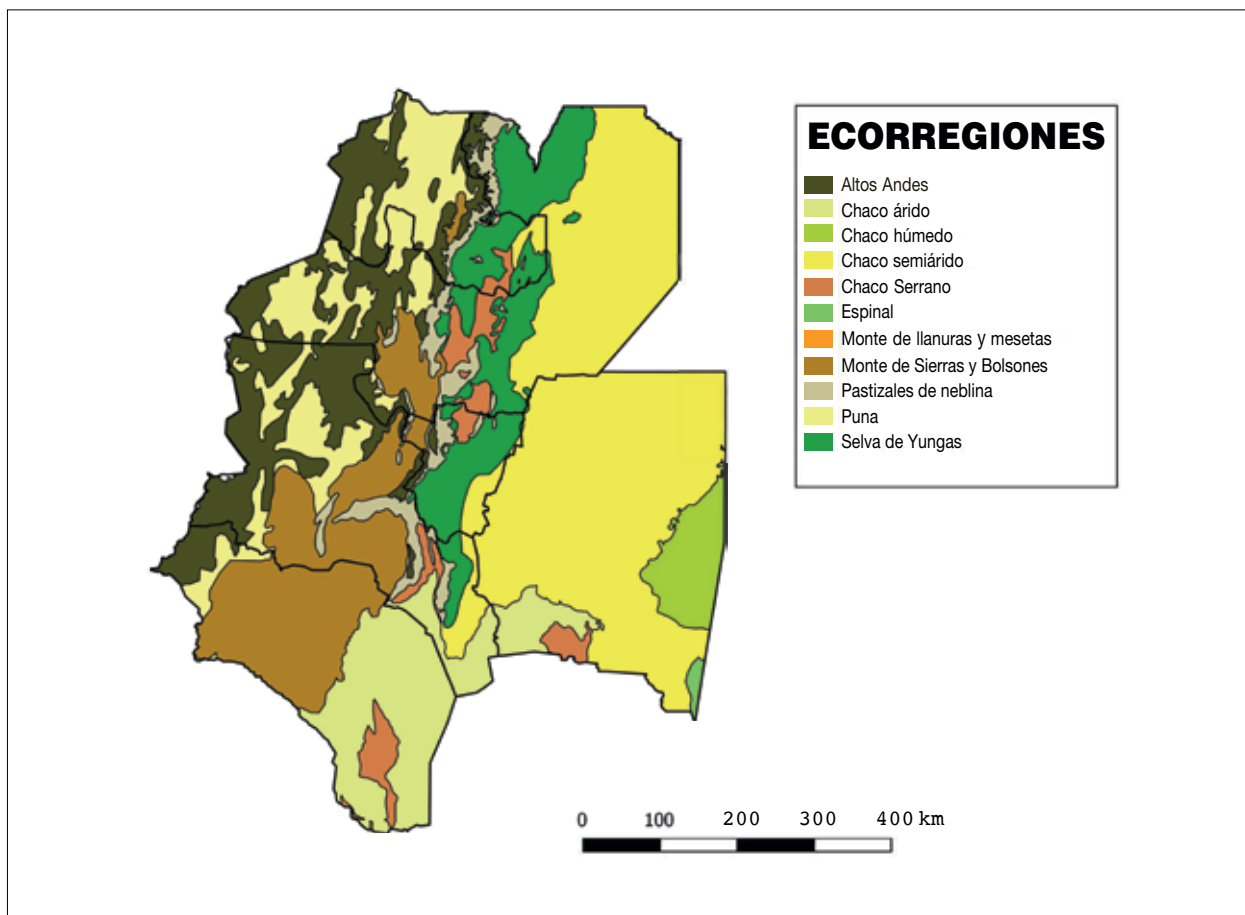 ECORREGIONES
Altos Andes
Chaco árido
Chaco húmedo
Chaco semiárido
Chaco Serrano
Espinal
Monte de llanuras y mesetas
Monte de Sierras y Bolsones
Pastizales de neblina
Puna
Selva de Yungas
0 100 200 300 400 km